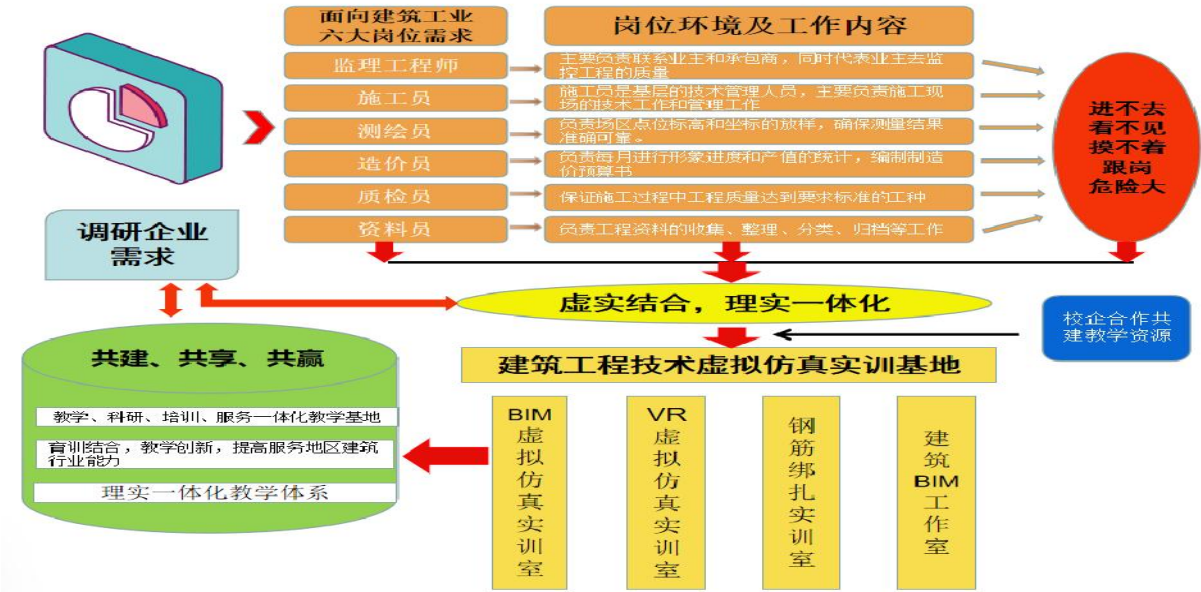 面向建筑工业
六大岗位需求
岗位环境及工作内容
监理工程师
主要负责联系业主和承包商，同时代表业主去监
控工程的质量
施工员
施工员是基层的技术管理人员，主要负责施工现
场的技术工作和管理工作
测绘员
负责场区点位标高和坐标的放样，确保测量结果
准确可靠。
造价员
负责每月进行形象进度和产值的统计，编制制造
价预算书
质检员
保证施工过程中工程质量达到要求标准的工种
资料员
负责工程资料的收集、整理、分类、归档等工作
进不去
看不见
摸不着
跟岗
危险大
调研企业
需求
虚实结合，理实一体化
校企合作共
建教学资源
建筑工程技术虚拟仿真实训基地
共建、共享、共赢
教学、科研、培训、服务一体化教学基地
育训结合，教学创新，提高服务地区建筑
行业能力
理实一体化教学体系
BIM虚拟仿真实训室
VR虚拟仿真实训室
钢筋绑扎实训室
建筑BIM工作室